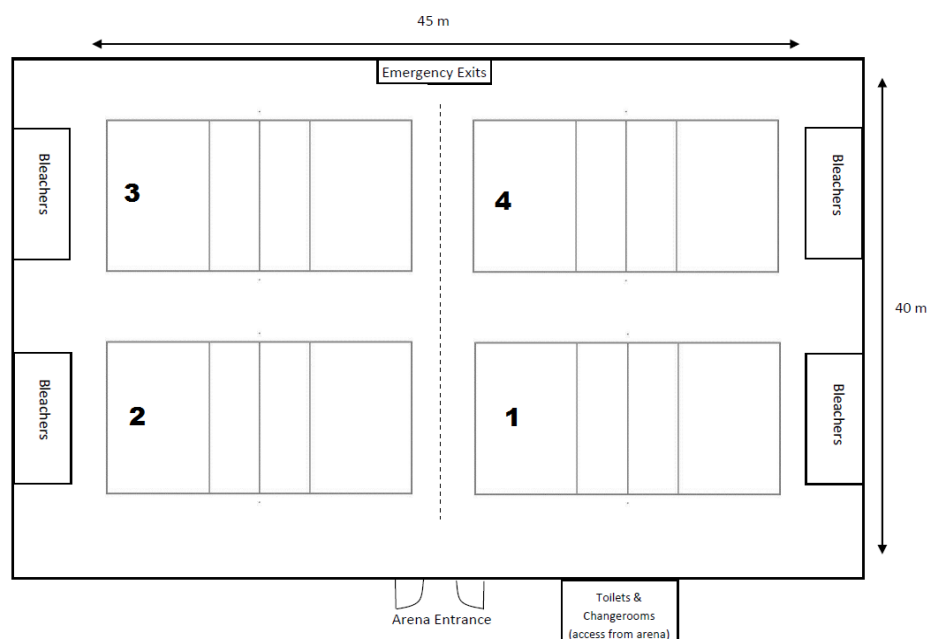 45 m
Emergency Exits
Bleachers
3
4
Bleachers
40 m
Bleachers
2
1
Bleachers
Arena Entrance
Toilets &
Changerooms
(access from arena)